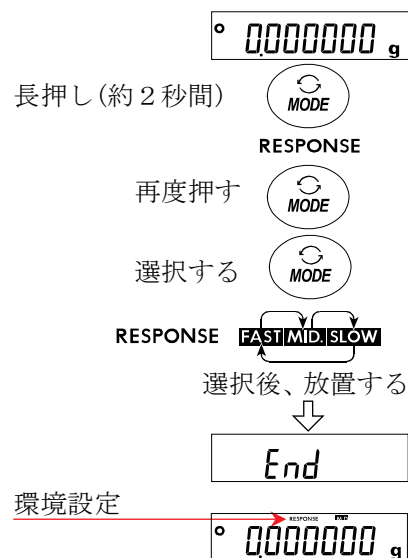 0.000000 g
長押し(約２秒間)
MODE
RESPONSE
再度押す
MODE
選択する
MODE
RESPONSE FAST MID. SLOW
選択後、放置する
End
環境設定
RESPONSE
0.000000 g